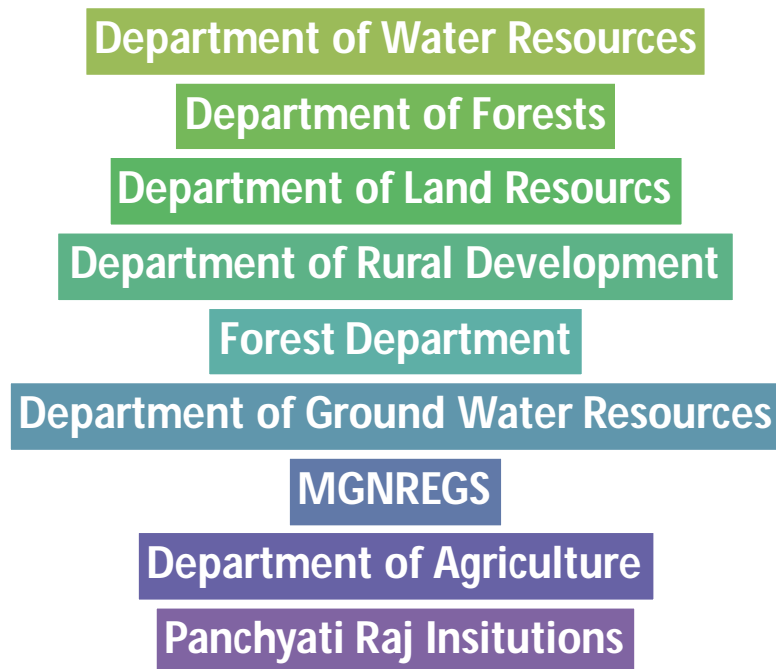 Department of Water Resources
Department of Forests
Department of Land Resourcs
Department of Rural Development
Forest Department
Department of Ground Water Resources
MGNREGS
Department of Agriculture
Panchyati Raj Insitutions